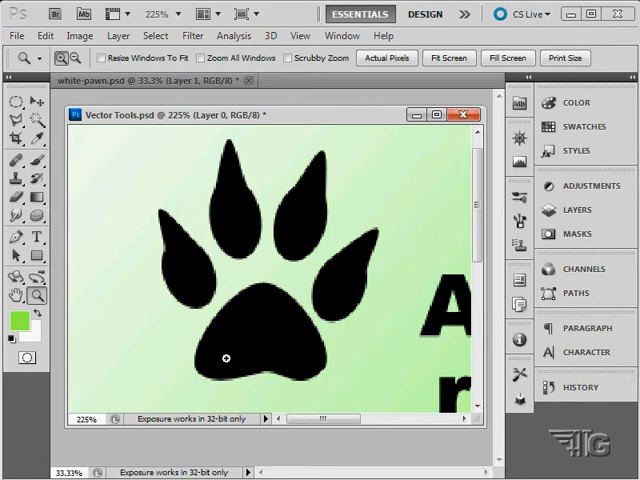 Ps Br Mb 225% ESSENTIALS DESIGN CS Live
File Edit Image Layer Select Filter Analysis 3D View Window Help
Resize Windows To Fit Zoom All Windows Scrubby Zoom Actual Pixels Fit Screen Fill Screen Print Size
white-pawn.psd @ 33.3% (Layer 1, RGB/8) *
Vector Tools.psd @ 225% (Layer 0, RGB/8) *
Mb COLOR
SWATCHES
STYLES
ADJUSTMENTS
LAYERS
MASKS
CHANNELS
PATHS
PARAGRAPH
CHARACTER
HISTORY
A
225% Exposure works in 32-bit only
33.33% Exposure works in 32-bit only